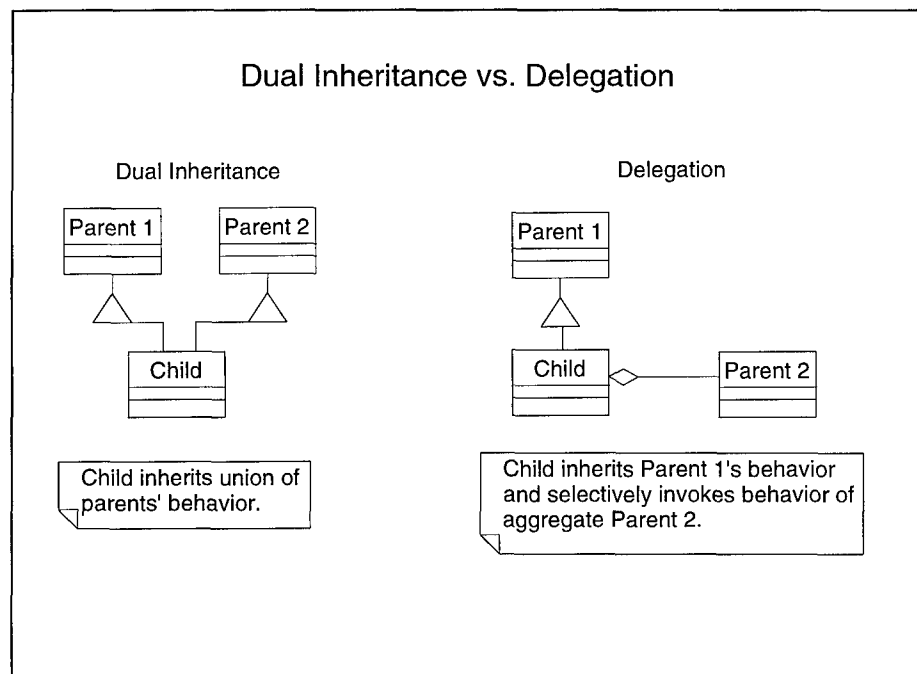 Dual Inheritance vs. Delegation
Dual Inheritance
Parent 1
Parent 2
Child
Child inherits union of
parents' behavior.
Delegation
Parent 1
Child
Parent 2
Child inherits Parent 1's behavior
and selectively invokes behavior of
aggregate Parent 2.